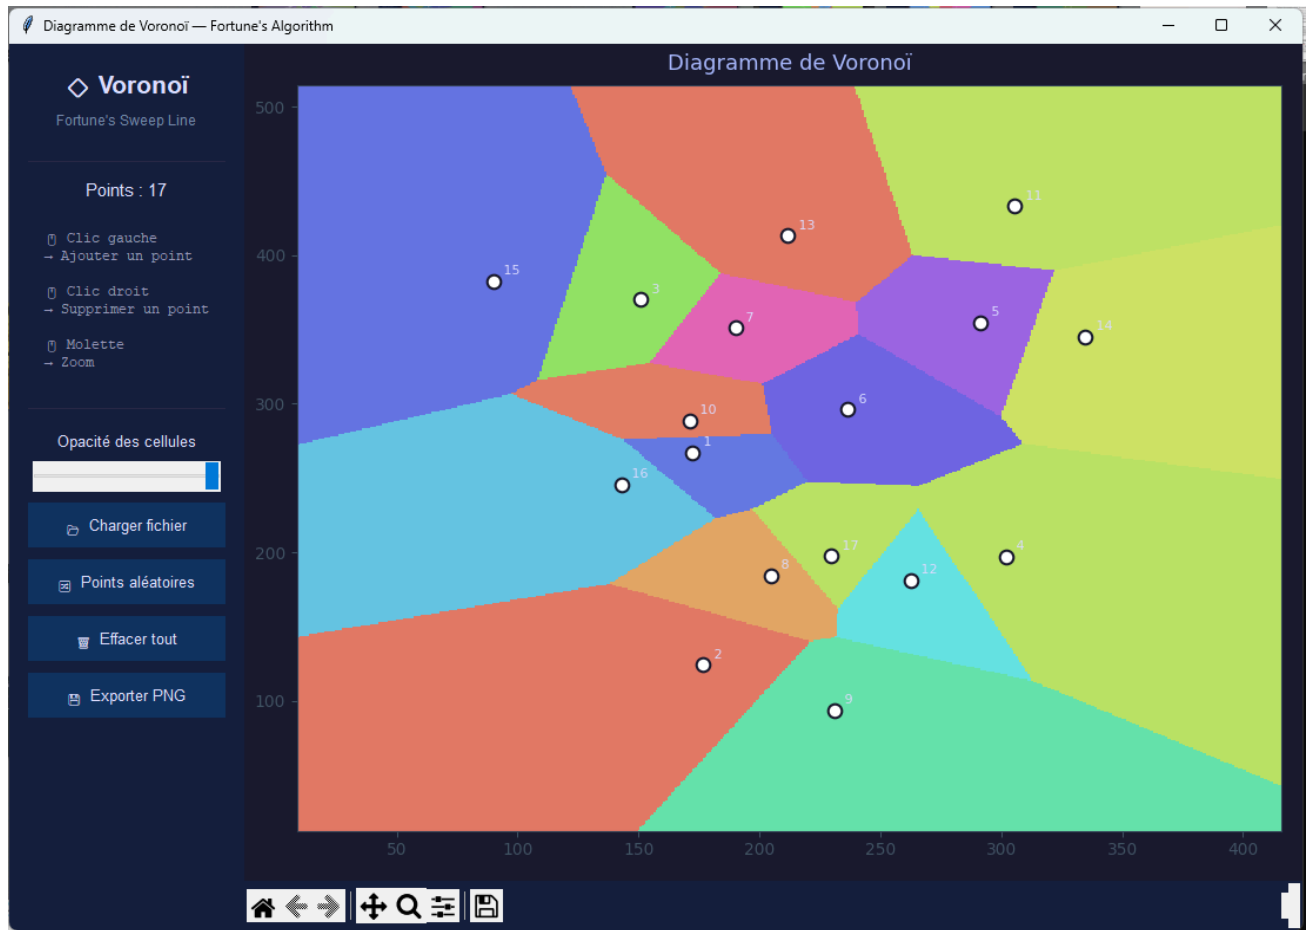 Diagramme de Voronoï — Fortune's Algorithm
◇ Voronoï
Fortune's Sweep Line
Points : 17
Clic gauche
→ Ajouter un point
Clic droit
→ Supprimer un point
Molette
→ Zoom
Opacité des cellules
Charger fichier
Points aléatoires
Effacer tout
Exporter PNG
Diagramme de Voronoï
500
400
300
200
100
11
13
15
3
5
7
14
6
10
1
16
17
4
8
12
2
9
50 100 150 200 250 300 350 400